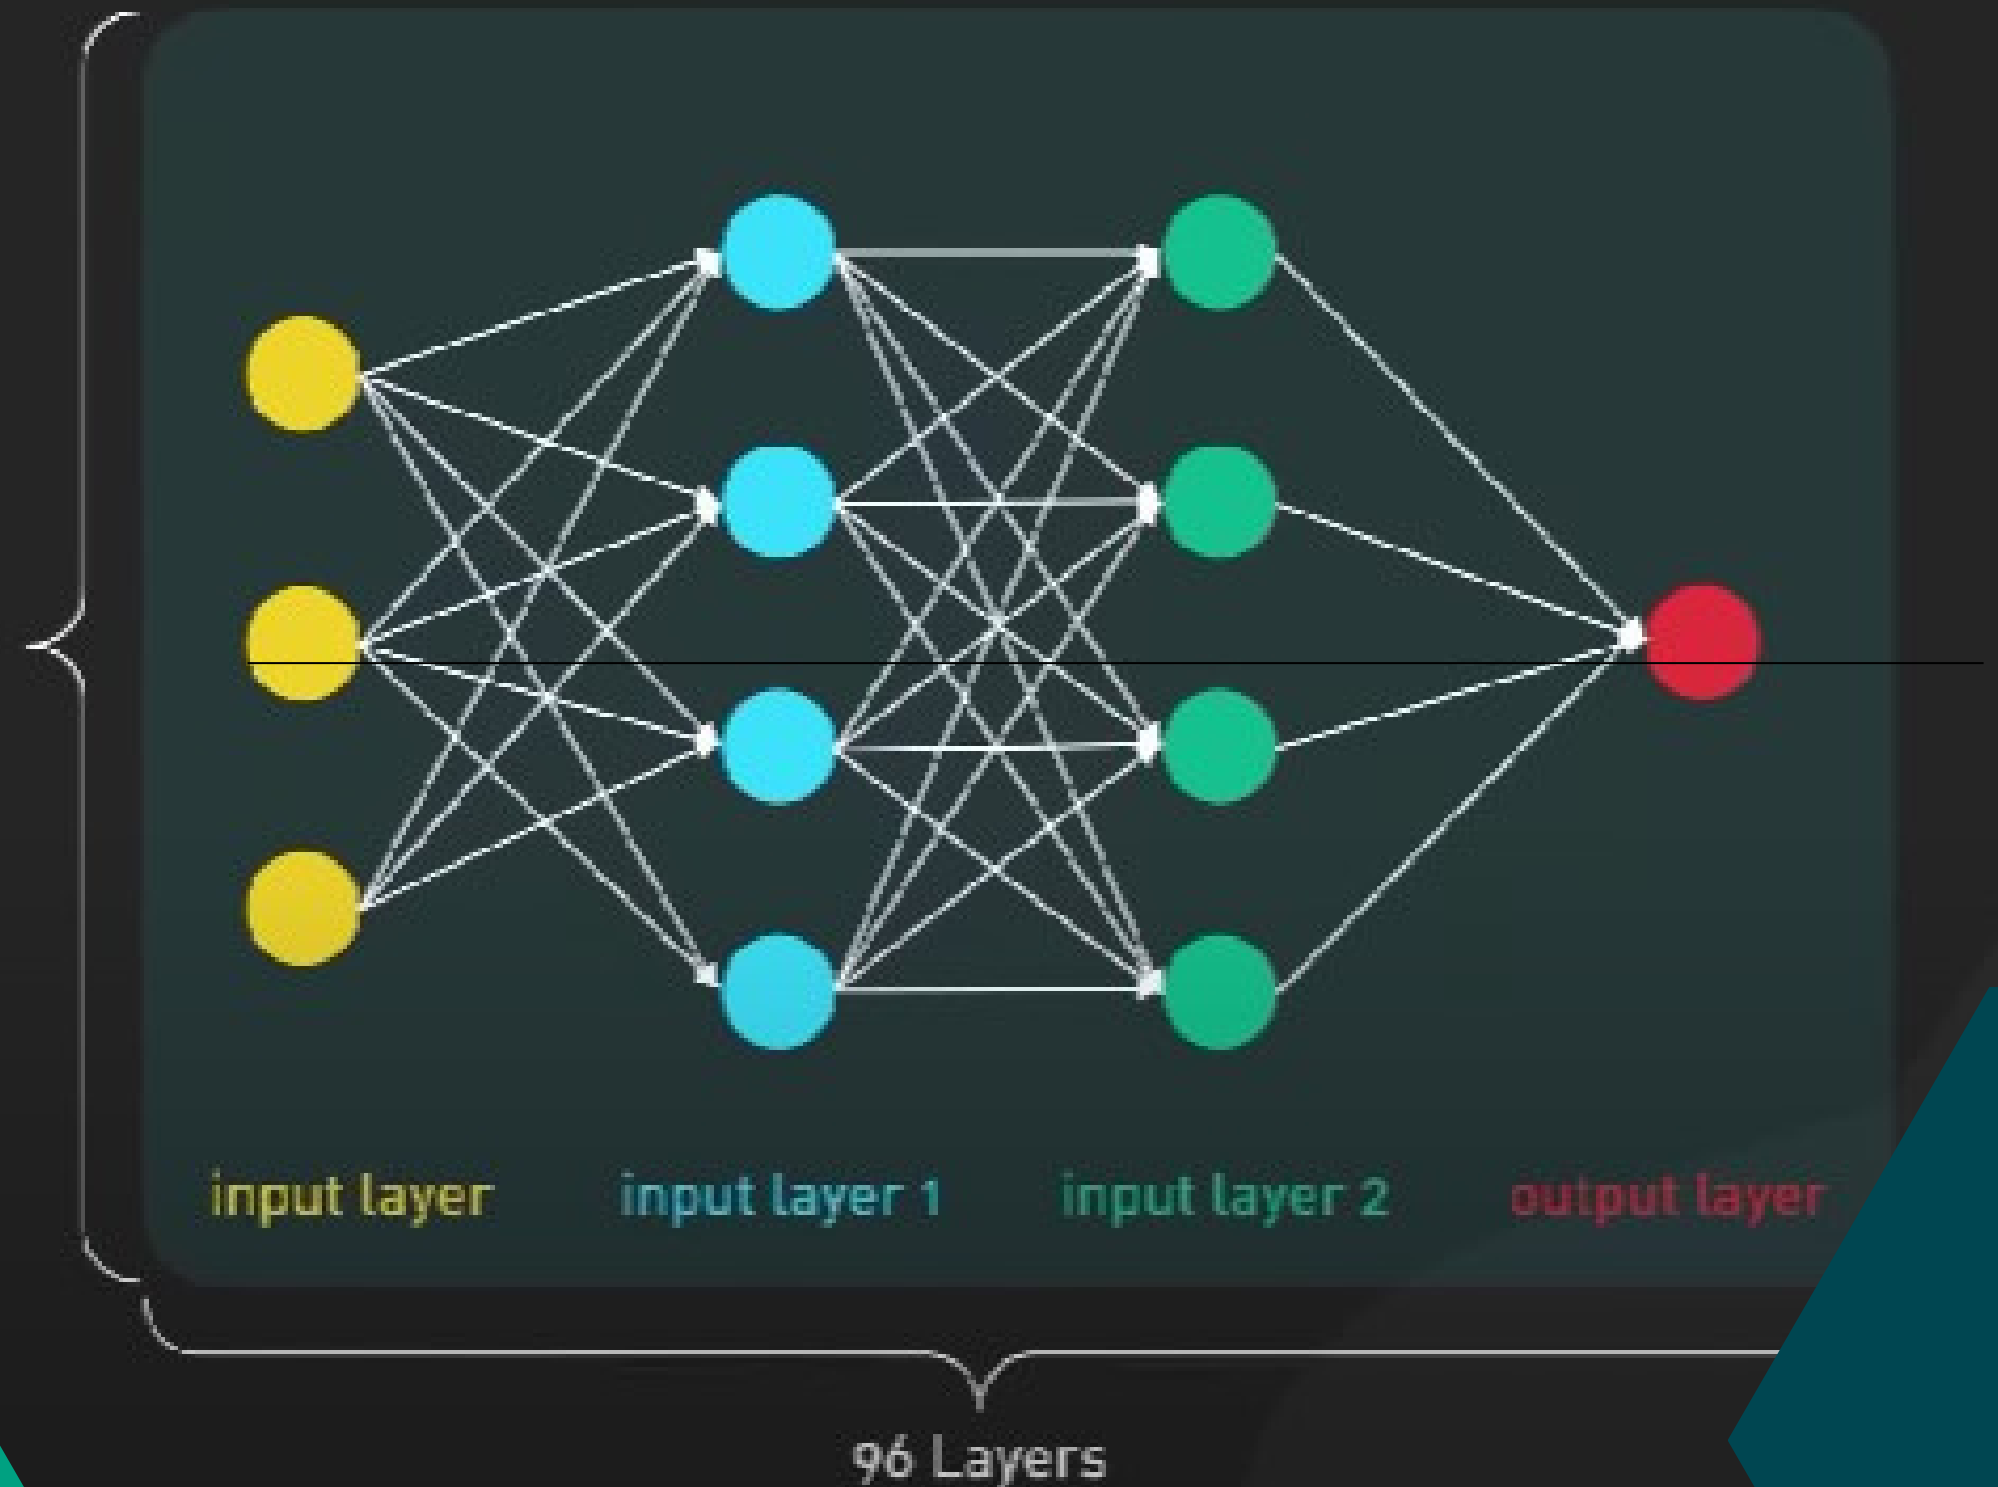 input layer
input layer 1
input layer 2
output layer
96 Layers